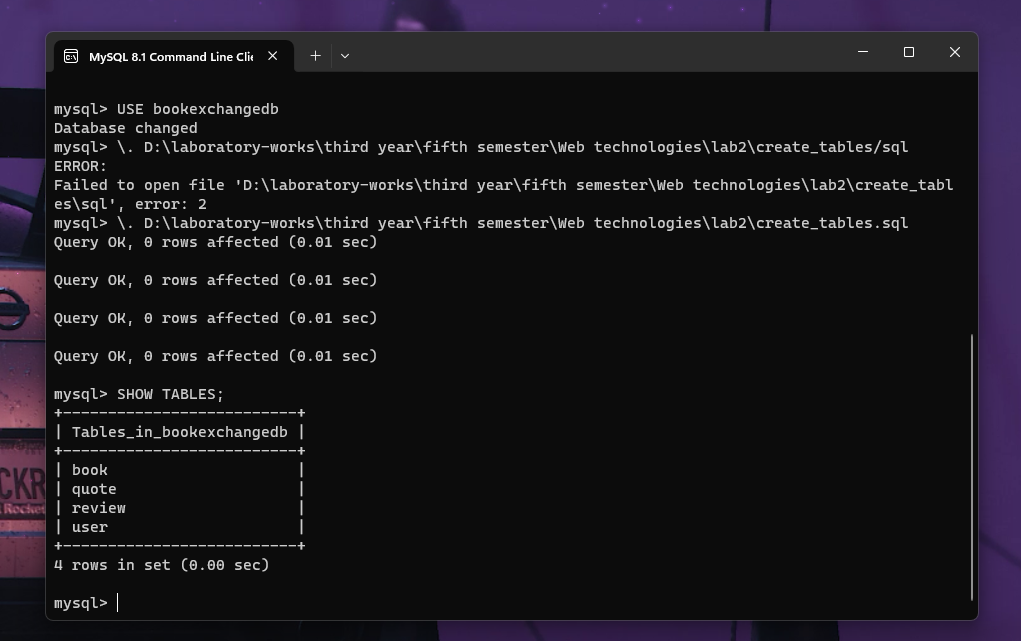 MySQL 8.1 Command Line Clie
mysql> USE bookexchangedb
Database changed
mysql> \. D:\laboratory-works\third year\fifth semester\Web technologies\lab2\create_tables/sql
ERROR:
Failed to open file 'D:\laboratory-works\third year\fifth semester\Web technologies\lab2\create_tabl
es\sql', error: 2
mysql> \. D:\laboratory-works\third year\fifth semester\Web technologies\lab2\create_tables.sql
Query OK, 0 rows affected (0.01 sec)
Query OK, 0 rows affected (0.01 sec)
Query OK, 0 rows affected (0.01 sec)
Query OK, 0 rows affected (0.01 sec)
mysql> SHOW TABLES;
+--------------------------+
| Tables_in_bookexchangedb |
+--------------------------+
| book                     |
| quote                    |
| review                   |
| user                     |
+--------------------------+
4 rows in set (0.00 sec)
mysql>
CKR
Rocket